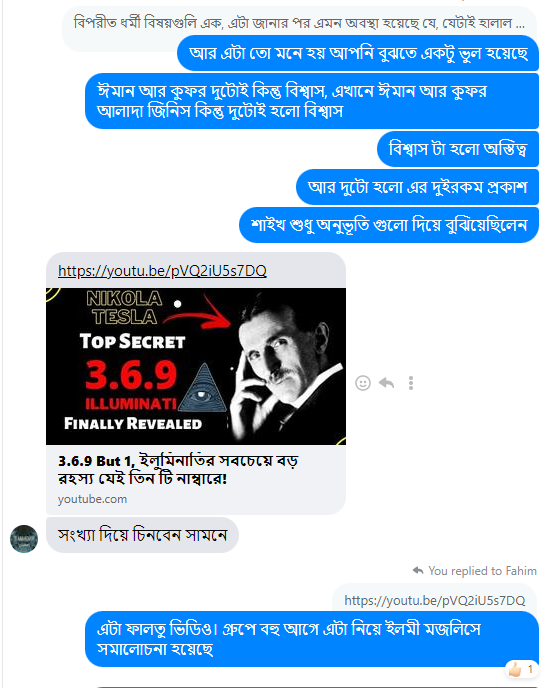 বিপরীত ধর্মী বিষয়গুলি এক, এটা জানার পর এমন অবস্থা হয়েছে যে, যেটাই হালাল ...
আর এটা তো মনে হয় আপনি বুঝতে একটু ভুল হয়েছে
ঈমান আর কুফর দুটোই কিন্তু বিশ্বাস, এখানে ঈমান আর কুফর
আলাদা জিনিস কিন্তু দুটোই হলো বিশ্বাস
বিশ্বাস টা হলো অস্তিত্ব
আর দুটো হলো এর দুইরকম প্রকাশ
শাইখ শুধু অনুভূতি গুলো দিয়ে বুঝিয়েছিলেন
https://youtu.be/pVQ2iU5s7DQ
NIKOLA
TESLA
TOP SECRET
3.6.9
ILLUMINATI
FINALLY REVEALED
3.6.9 But 1, ইলুমিনাতির সবচেয়ে বড়
রহস্য যেই তিন টি নাম্বারে!
youtube.com
সংখ্যা দিয়ে চিনবেন সামনে
You replied to Fahim
https://youtu.be/pVQ2iU5s7DQ
এটা ফালতু ভিডিও। গ্রুপে বহু আগে এটা নিয়ে ইলমী মজলিসে
সমালোচনা হয়েছে
1